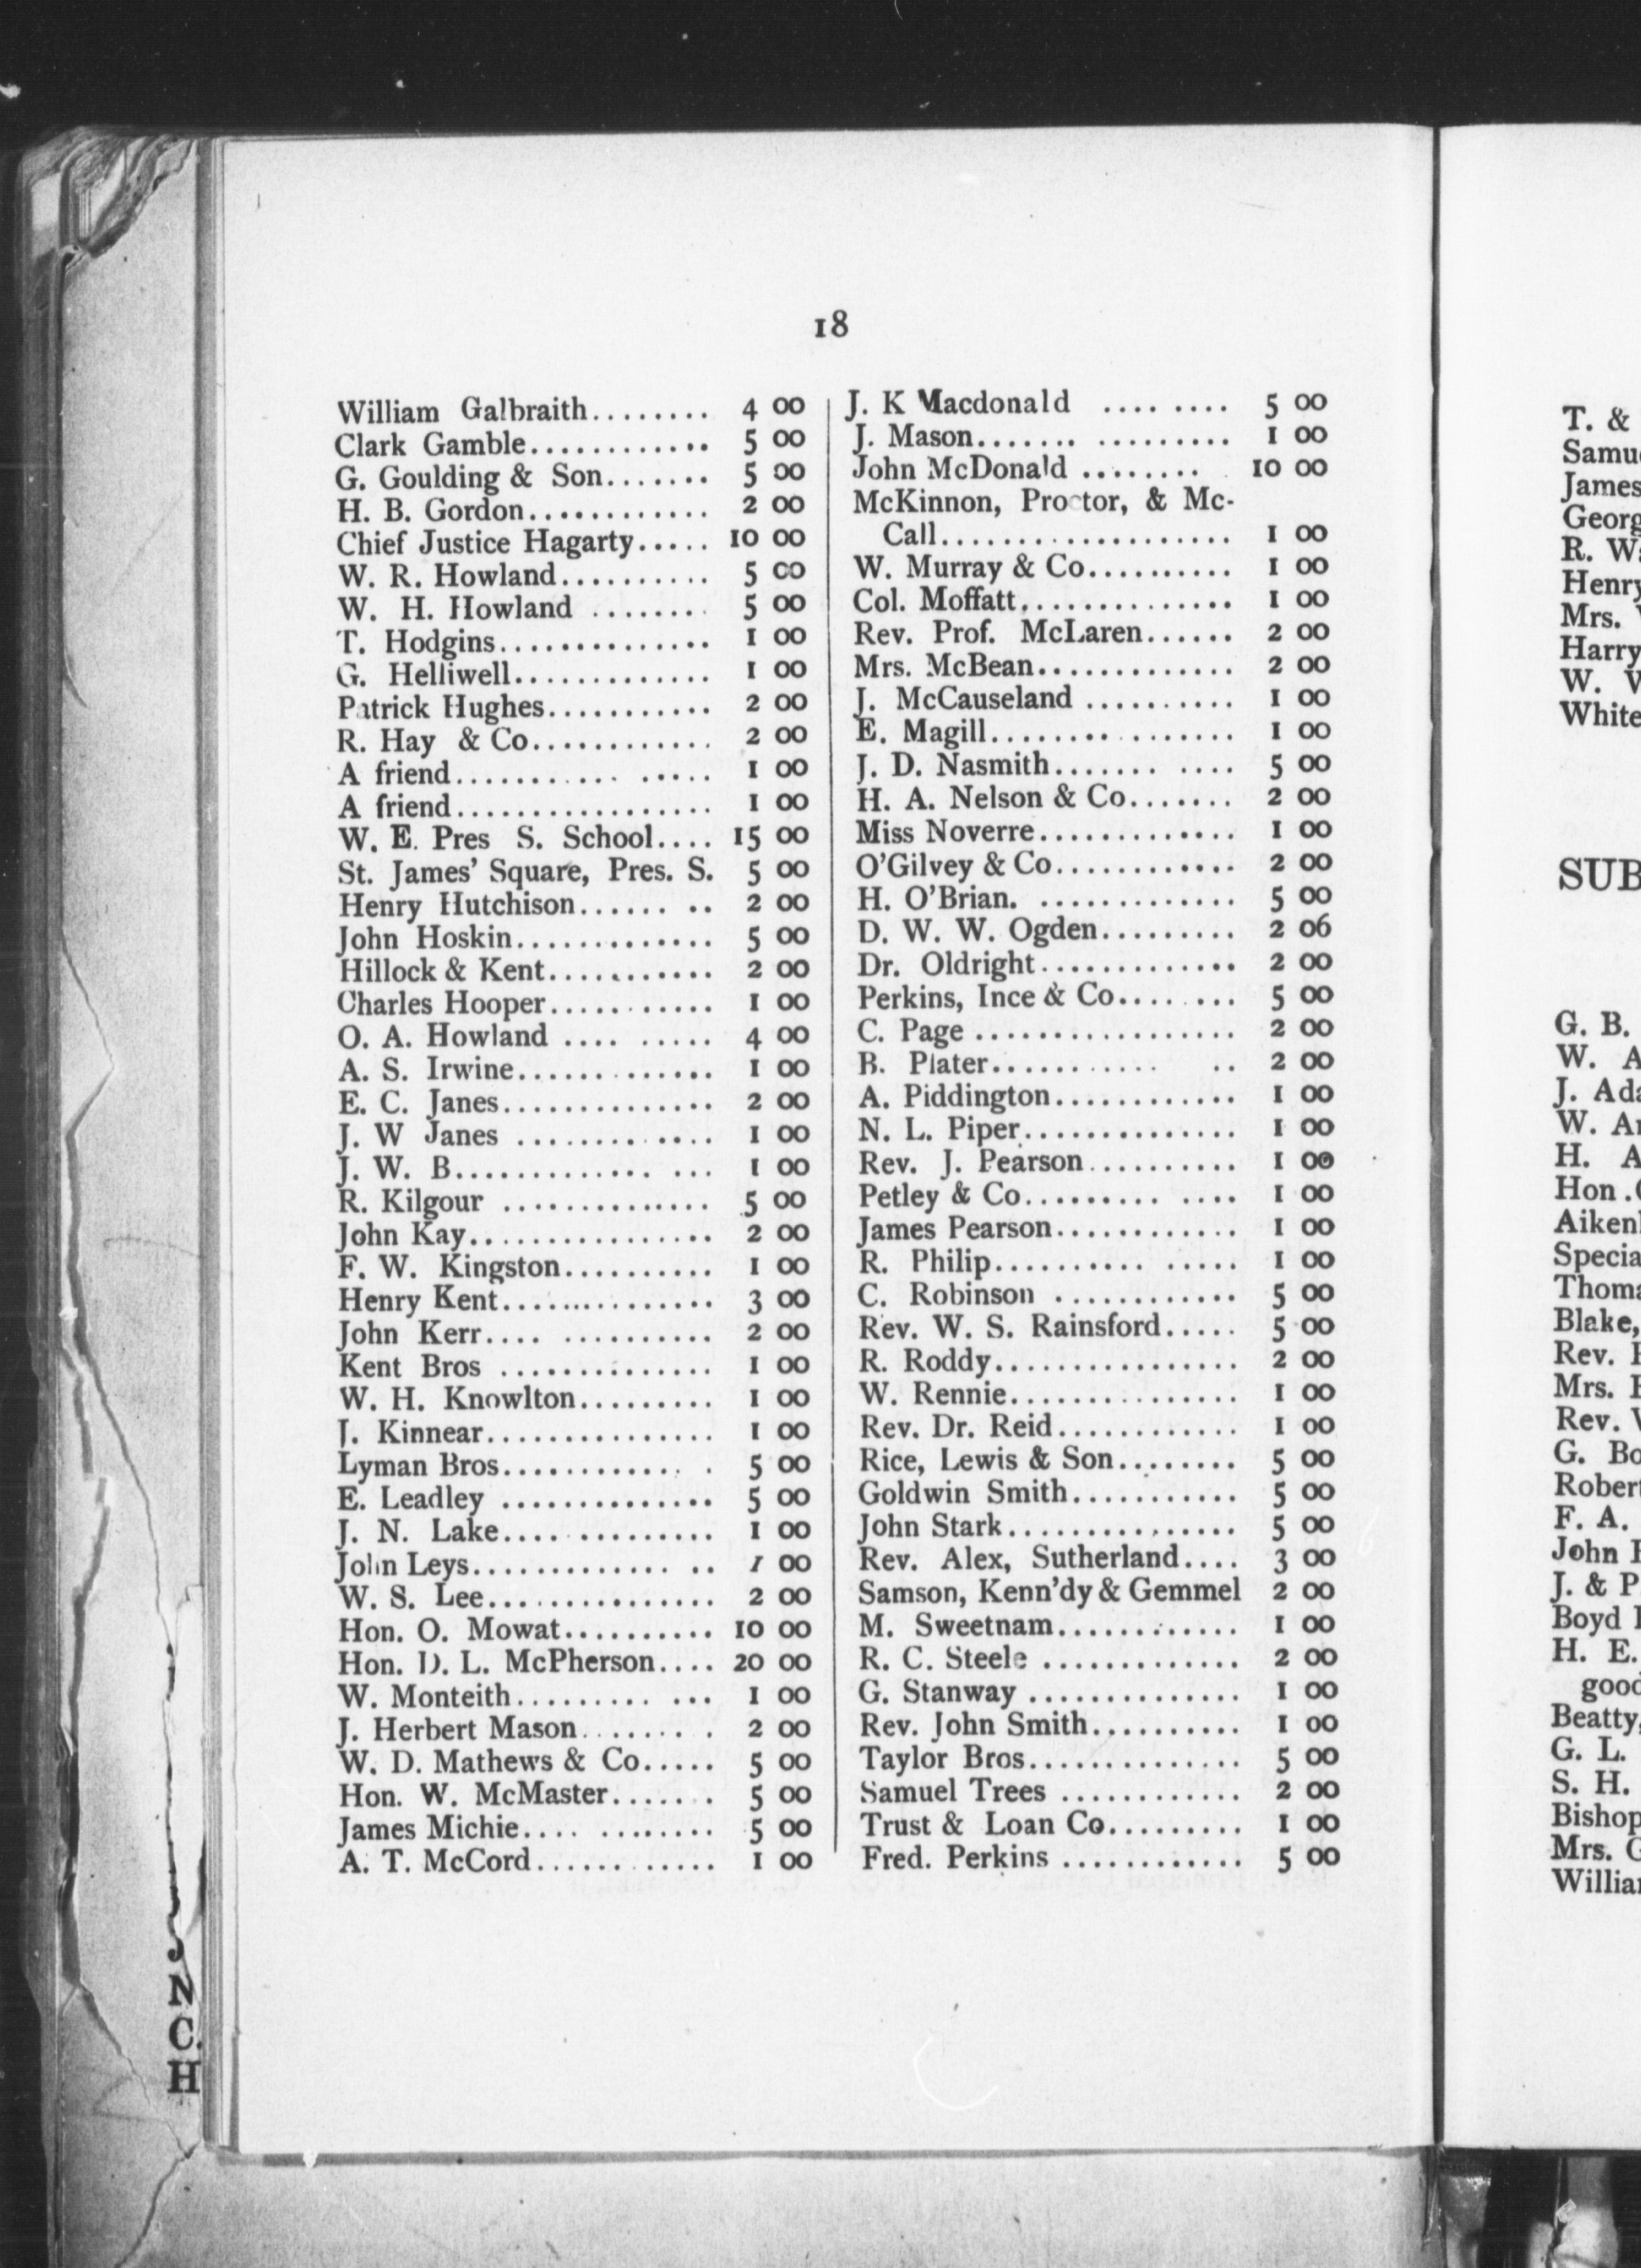 18
William Galbraith........ 4 00
Clark Gamble............ 5 00
G. Goulding & Son....... 5 00
H. B. Gordon............ 2 00
Chief Justice Hagarty..... 10 00
W. R. Howland.......... 5 00
W. H. Howland ........ 5 00
T. Hodgins.............. 1 00
G. Helliwell............. 1 00
Patrick Hughes........... 2 00
R. Hay & Co............ 2 00
A friend........... ..... 1 00
A friend................. 1 00
W. E. Pres S. School.... 15 00
St. James' Square, Pres. S. 5 00
Henry Hutchison...... .. 2 00
John Hoskin............. 5 00
Hillock & Kent........... 2 00
Charles Hooper........... 1 00
O. A. Howland .... ..... 4 00
A. S. Irwine............. 1 00
E. C. Janes.............. 2 00
J. W Janes ............. 1 00
J. W. B............. ... 1 00
R. Kilgour .............. 5 00
John Kay................ 2 00
F. W. Kingston.......... 1 00
Henry Kent.............. 3 00
John Kerr.... .......... 2 00
Kent Bros .............. 1 00
W. H. Knowlton......... 1 00
J. Kinnear............... 1 00
Lyman Bros............ . 5 00
E. Leadley .............. 5 00
J. N. Lake.... .......... 1 00
John Leys............. .. 1 00
W. S. Lee............... 2 00
Hon. O. Mowat.......... 10 00
Hon. D. L. McPherson.... 20 00
W. Monteith......... ... 1 00
J. Herbert Mason........ . 2 00
W. D. Mathews & Co..... 5 00
Hon. W. McMaster....... 5 00
James Michie.... ........ 5 00
A. T. McCord............ 1 00
J. K Macdonald .... .... 5 00
J. Mason....... ......... 1 00
John McDonald ........ 10 00
McKinnon, Proctor, & Mc-
Call................... 1 00
W. Murray & Co.......... 1 00
Col. Moffatt.............. 1 00
Rev. Prof. McLaren...... 2 00
Mrs. McBean............. 2 00
J. McCauseland .......... 1 00
E. Magill........ ....... 1 00
J. D. Nasmith....... .... 5 00
H. A. Nelson & Co....... 2 00
Miss Noverre............. 1 00
O'Gilvey & Co............ 2 00
H. O'Brian. ............. 5 00
D. W. W. Ogden......... 2 06
Dr. Oldright............. 2 00
Perkins, Ince & Co........ 5 00
C. Page ................. 2 00
B. Plater........... .. 2 00
A. Piddington............ 1 00
N. L. Piper.............. 1 00
Rev. J. Pearson.......... 1 00
Petley & Co......... .... 1 00
James Pearson............ 1 00
R. Philip.......... ..... 1 00
C. Robinson ............ 5 00
Rev. W. S. Rainsford..... 5 00
R. Roddy................ 2 00
W. Rennie............... 1 00
Rev. Dr. Reid............ 1 00
Rice, Lewis & Son........ 5 00
Goldwin Smith........... 5 00
John Stark............... 5 00
Rev. Alex, Sutherland.... 3 00
Samson, Kenn'dy & Gemmel 2 00
M. Sweetnam............ 1 00
R. C. Steele ............. 2 00
G. Stanway .............. 1 00
Rev. John Smith.......... 1 00
Taylor Bros.............. 5 00
Samuel Trees ............ 2 00
Trust & Loan Co......... 1 00
Fred. Perkins ............ 5 00
T. &
James
R.
Mrs.
Harry
W.
White
SUB
G. B.
W. A
J.
W.
H. A
Hon.
Blake,
Rev.
Mrs.
Rev.
G.
F. A.
John
J. & P
Boyd
H. E.
Beatty,
G. L.
S. H.
Bishop
Mrs.
N
C.
H